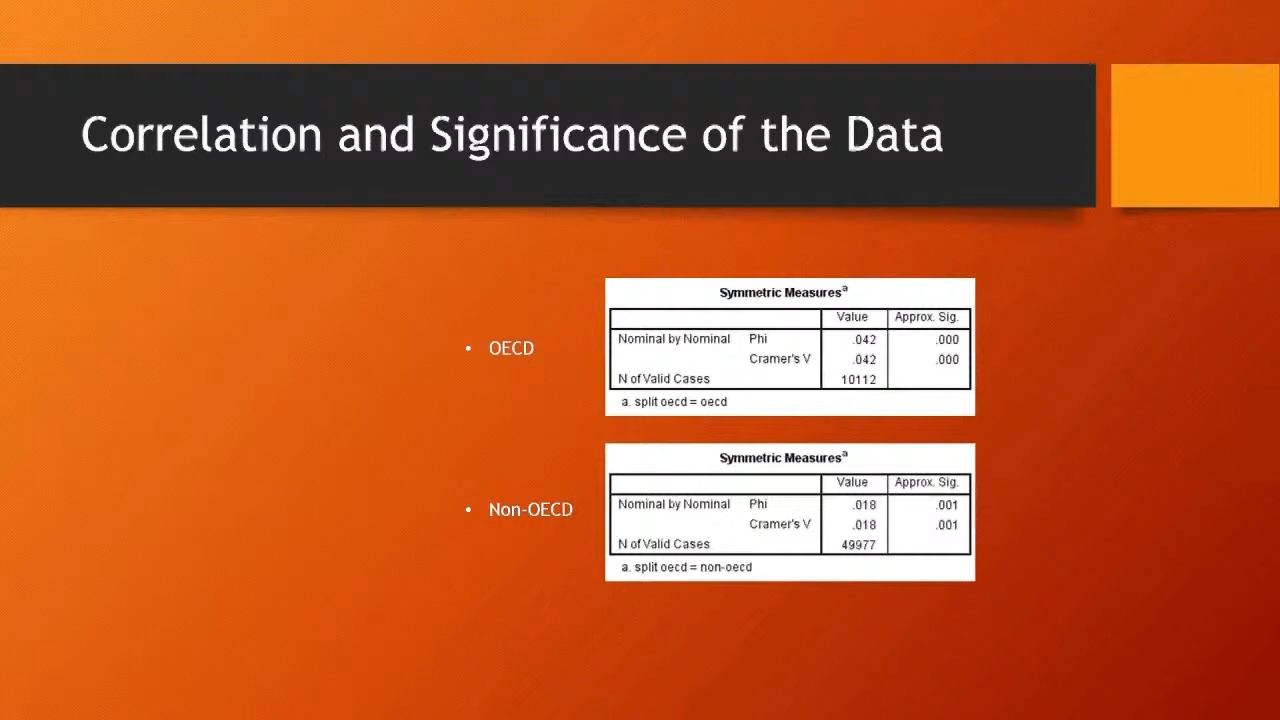 Correlation and Significance of the Data
• OECD
Symmetric Measuresa
Value Approx. Sig.
Nominal by Nominal Phi .042 .000
Cramer's V .042 .000
N of Valid Cases 10112
a. split oecd = oecd
• Non-OECD
Symmetric Measuresa
Value Approx. Sig.
Nominal by Nominal Phi .018 .001
Cramer's V .018 .001
N of Valid Cases 49977
a. split oecd = non-oecd